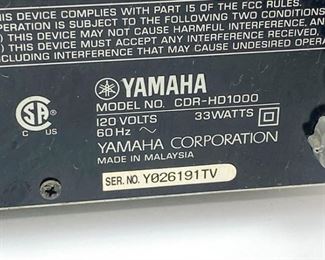 THIS DEVICE COMPLIES WITH PART 15 OF THE FCC RULES.
OPERATION IS SUBJECT TO THE FOLLOWING TWO CONDITIONS
) THIS DEVICE MAY NOT CAUSE HARMFUL INTERFERENCE, AND
) THIS DEVICE MUST ACCEPT ANY INTERFERENCE RECEIVED,
INCLUDING INTERFERENCE THAT MAY CAUSE UNDESIRED OPERA
YAMAHA
MODEL NO. CDR-HD1000
120 VOLTS 33WATTS
60Hz ~
YAMAHA CORPORATION
MADE IN MALAYSIA
SER. NO. Y026191TV
C US